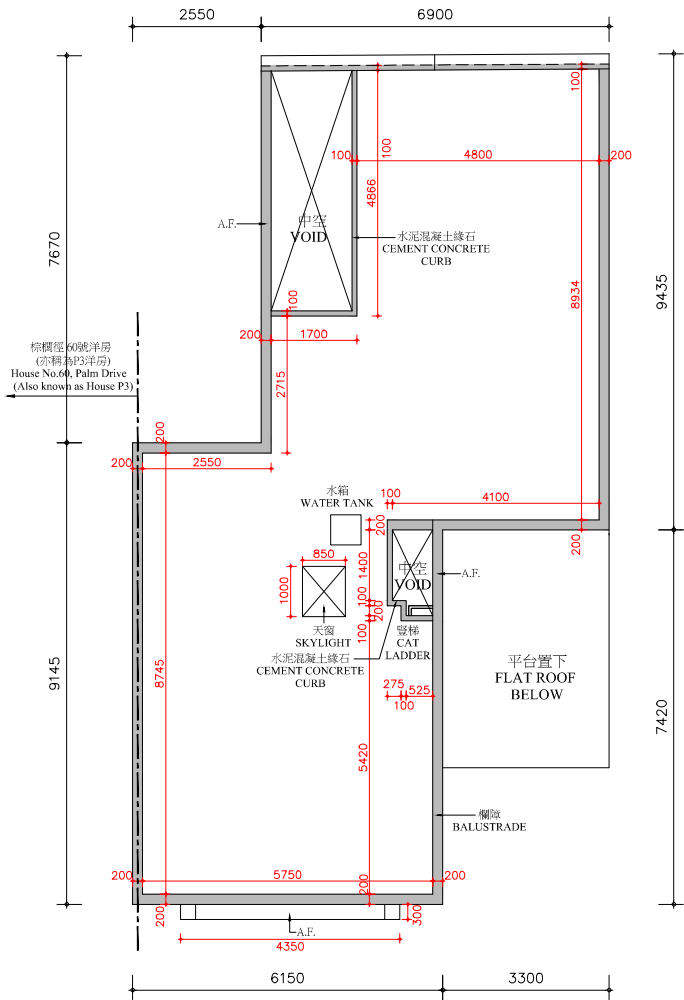 2550
6900
100
100
100
4800
200
4866
7670
A.F.
中空
VOID
水泥混凝土緣石
CEMENT CONCRETE
CURB
8934
9435
100
200
1700
棕櫚徑60號洋房
(亦稱為P3洋房)
House No.60, Palm Drive
(Also known as House P3)
2715
200
200
2550
水箱
WATER TANK
100
4100
200
200
850
1400
中空
VOID
A.F.
1000
100
200
100
天窗
SKYLIGHT
豎梯
CAT
LADDER
水泥混凝土緣石
CEMENT CONCRETE
CURB
平台置下
FLAT ROOF
BELOW
9145
8745
275
525
100
7420
5420
欄障
BALUSTRADE
200
5750
200
200
200
300
A.F.
4350
6150
3300